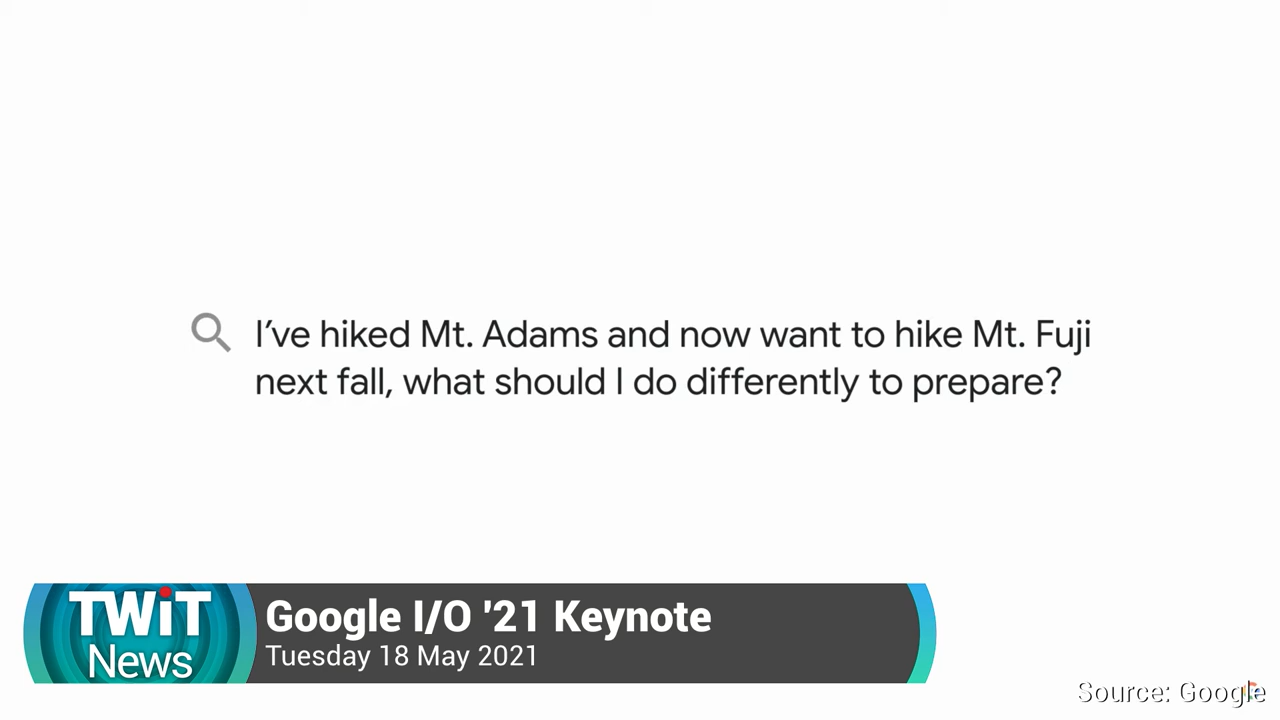 I've hiked Mt. Adams and now want to hike Mt. Fuji
next fall, what should I do differently to prepare?
TWiT
News
Google I/O '21 Keynote
Tuesday 18 May 2021
Source: Google